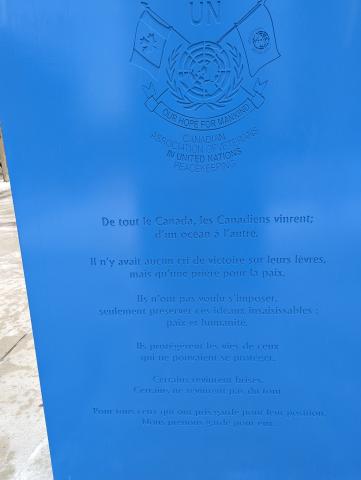 UN
OUR HOPE FOR MANKIND
CANADIAN
ASSOCIATION OF VETERANS
IN UNITED NATIONS
PEACEKEEPING
De tout le Canada, les Canadiens vinrent;
d'un océan à l'autre.
Il n'y avait aucun cri de victoire sur leurs lèvres,
mais qu'une prière pour la paix.
Ils n'ont pas voulu s'imposer,
seulement préserver ces idéaux insaisissables ;
paix et humanité.
Ils protégèrent les vies de ceux
qui ne pouvaient se protéger.
Certains revinrent brisés.
Certains ne revinrent pas du tout.
Pour tous ceux qui ont pris garde pour leur position,
Nous prenons garde pour eux.